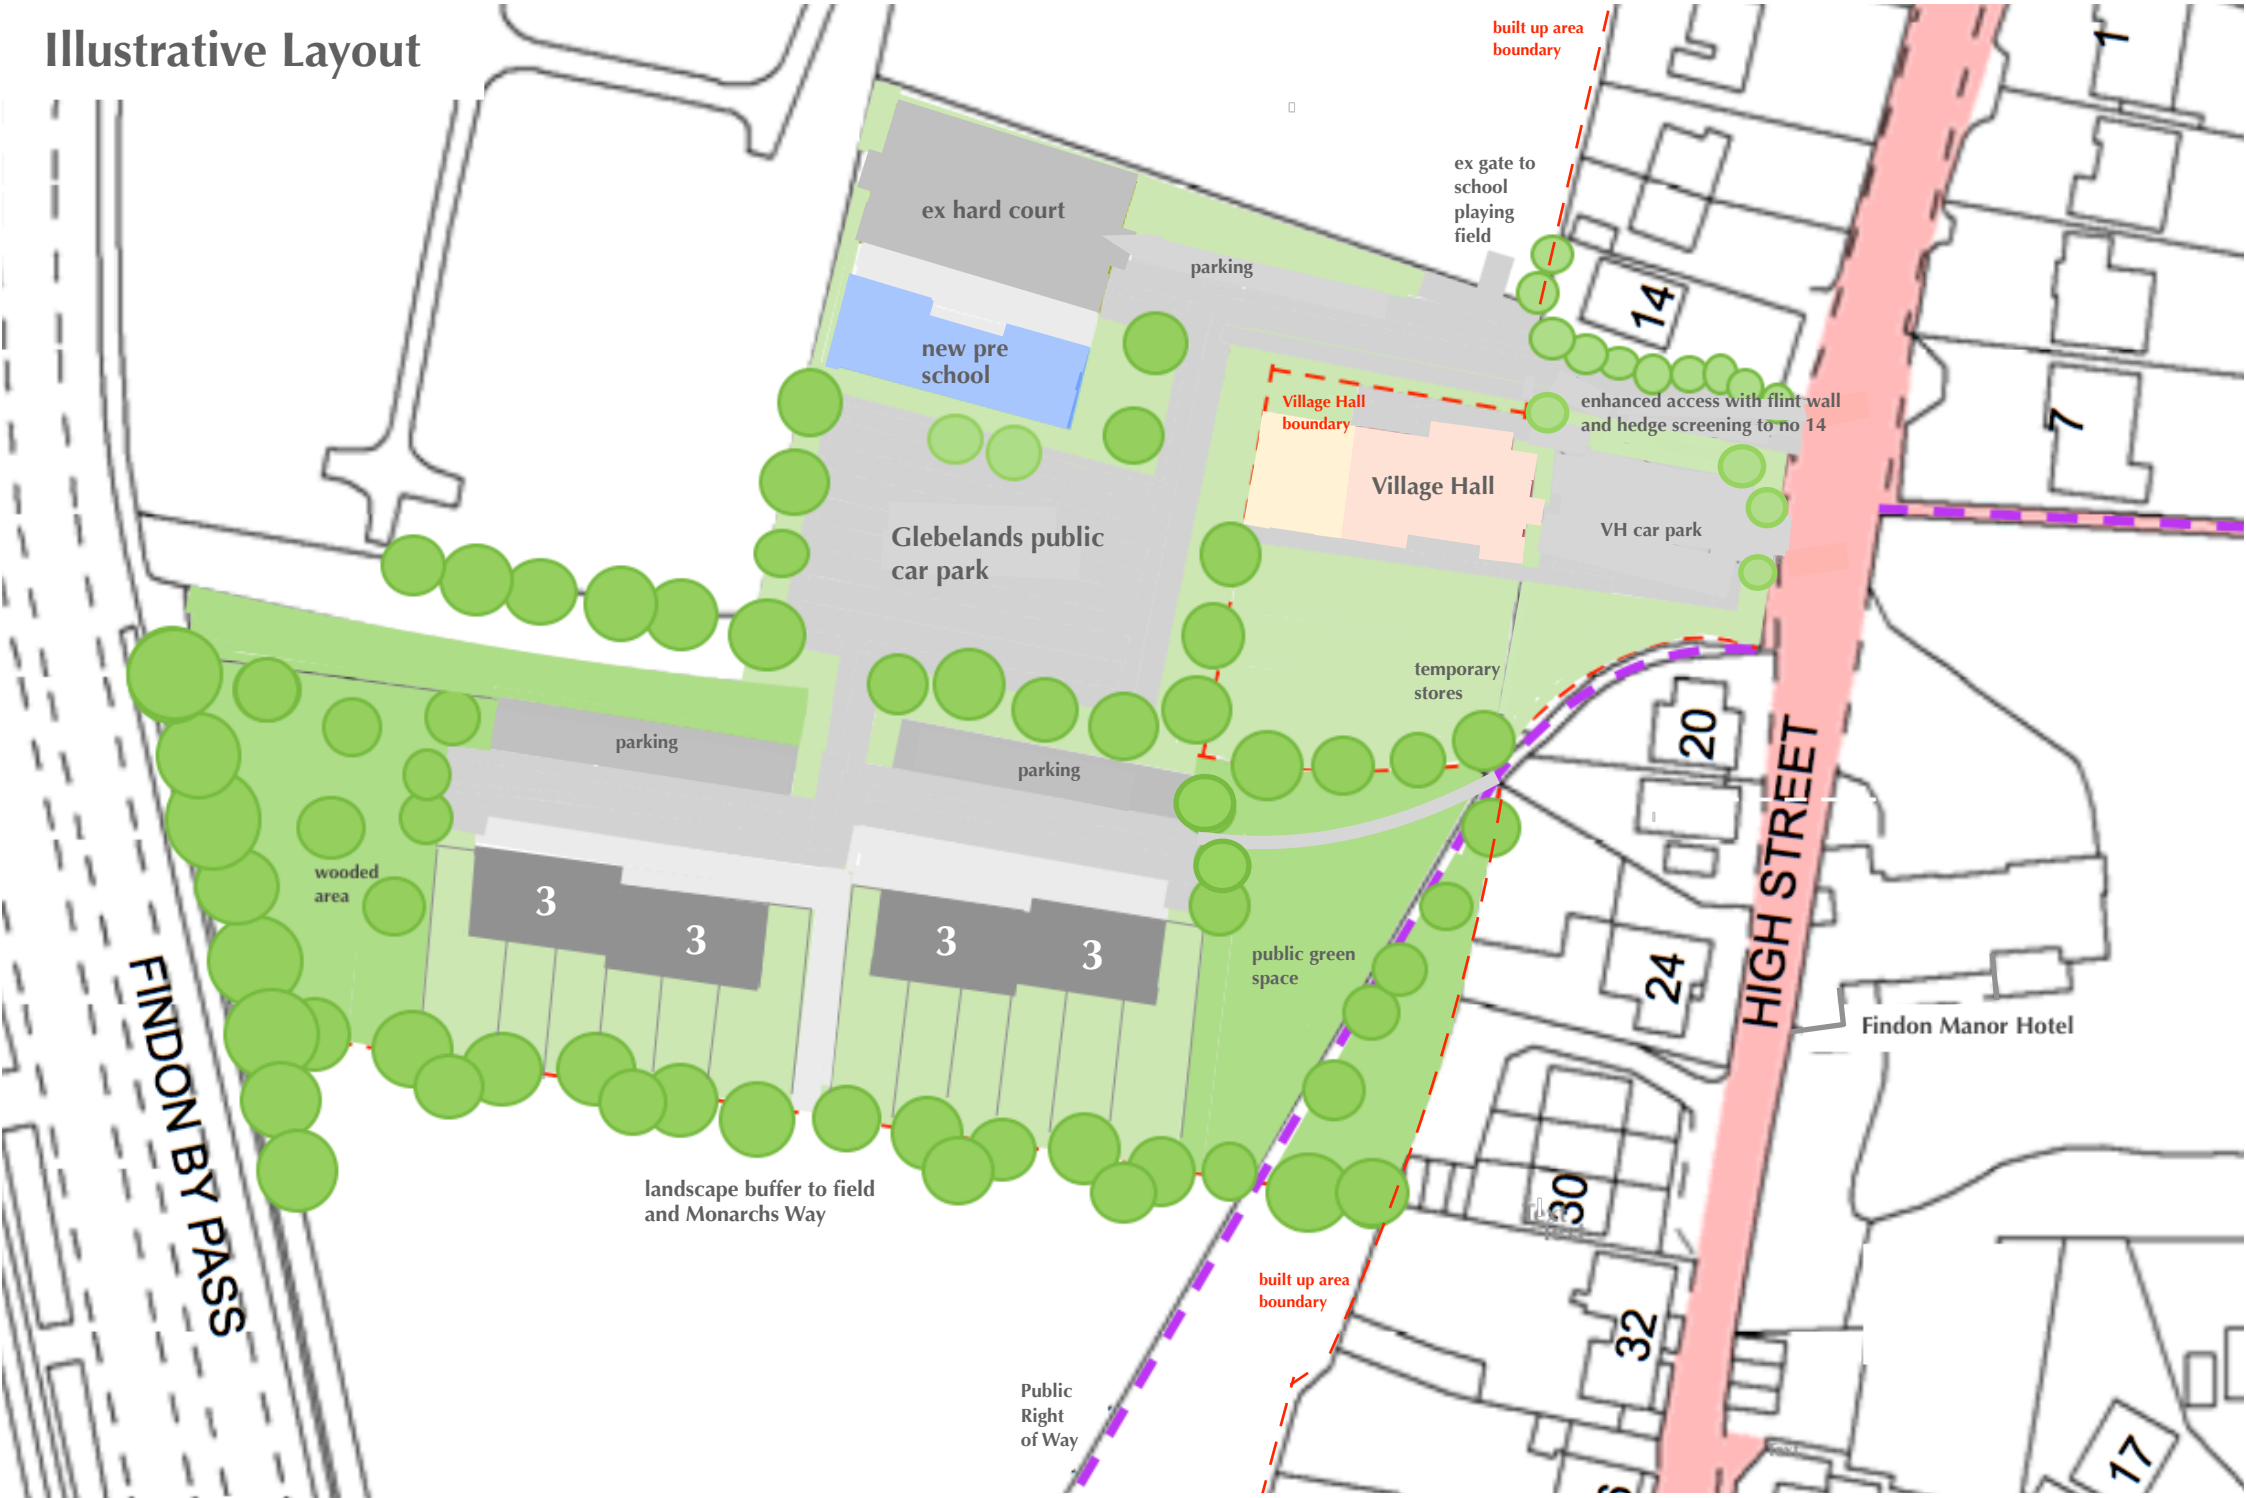 Illustrative Layout
built up area
boundary
1
ex gate to
school
playing
field
ex hard court
parking
14
new pre
school
Village Hall
boundary
enhanced access with flint wall
and hedge screening to no 14
7
Village Hall
VH car park
Glebelands public
car park
temporary
stores
20
parking
parking
HIGH STREET
wooded
area
3
3
3
3
public green
space
24
Findon Manor Hotel
FINDON BY PASS
landscape buffer to field
and Monarchs Way
30
built up area
boundary
32
Public
Right
of Way
17